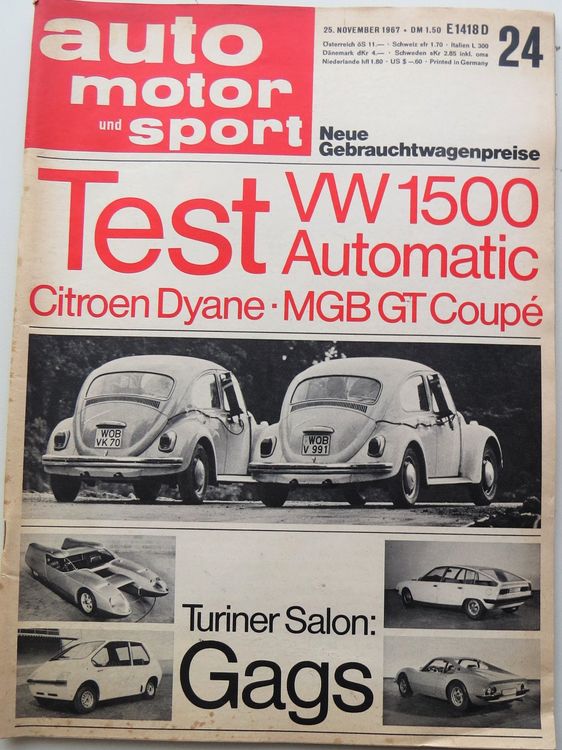 auto
motor
und sport
25. NOVEMBER 1967 • DM 1.50 E 1418 D
Österreich öS 11.— • Schweiz sfr 1.70 • Italien L 300
Dänemark dKr 4.— • Schweden sKr 2.85 inkl. oms
Niederlande hfl 1.80 • US $ —.60 • Printed in Germany
24
Neue
Gebrauchtwagenpreise
Test VW 1500
Automatic
Citroen Dyane · MGB GT Coupé
WOB
VK 70
WOB
V 991
Turiner Salon:
Gags